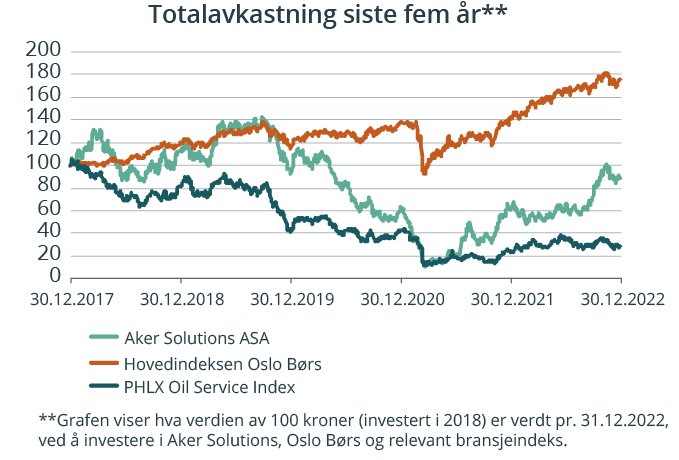 Totalavkastning siste fem år**
200
180
160
140
120
100
80
60
40
20
0
30.12.2017 30.12.2018 30.12.2019 30.12.2020 30.12.2021 30.12.2022
Aker Solutions ASA
Hovedindeksen Oslo Børs
PHLX Oil Service Index
**Grafen viser hva verdien av 100 kroner (investert i 2018) er verdt pr. 31.12.2022,
ved å investere i Aker Solutions, Oslo Børs og relevant bransjeindeks.